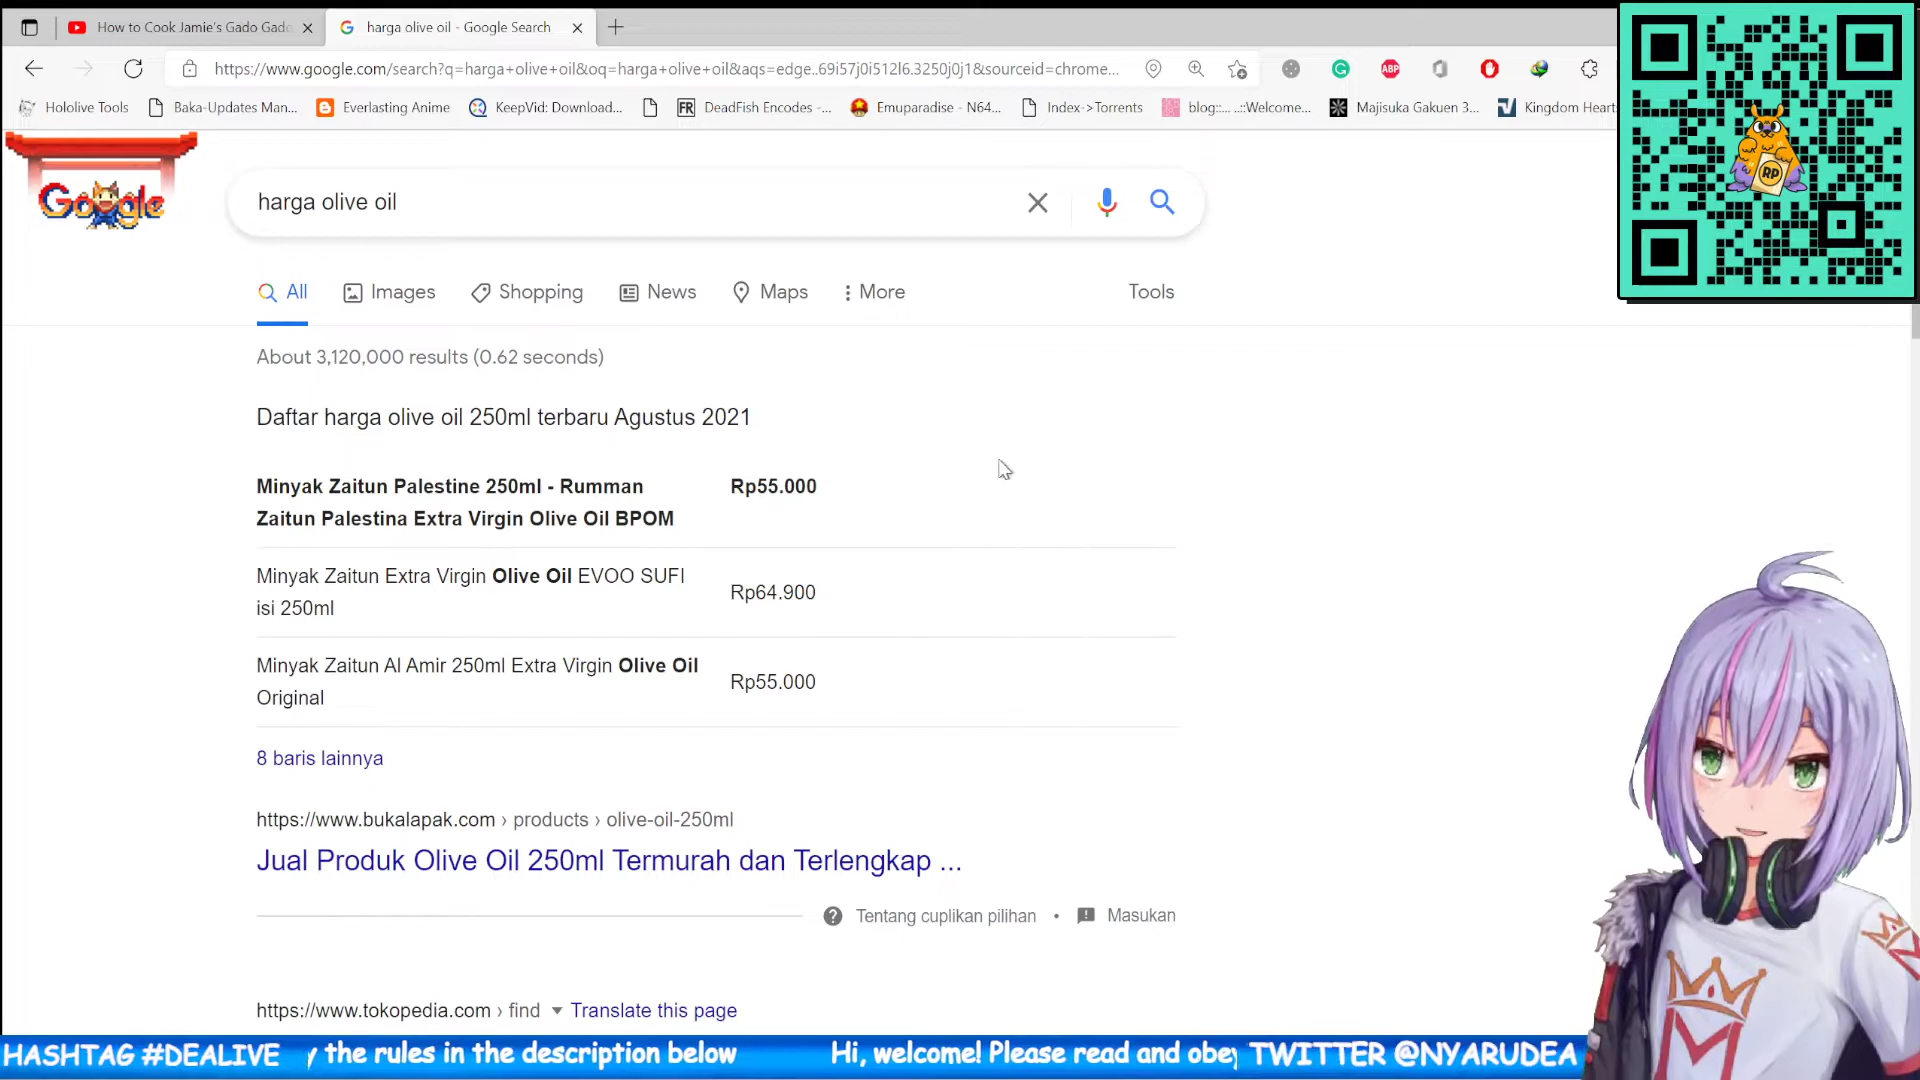 How to Cook Jamie's Gado Gado
harga olive oil - Google Search
https://www.google.com/search?q=harga+olive+oil&oq=harga+olive+oil&aqs=edge..69i57j0i512l6.3250j0j1&sourceid=chrome...
ABP
Hololive Tools
Baka-Updates Man...
Everlasting Anime
KeepVid: Download...
FR
DeadFish Encodes -...
Emuparadise - N64...
Index->Torrents
blog::... ..::Welcome...
Majisuka Gakuen 3...
Kingdom Heart
RP
Google
harga olive oil
All
Images
Shopping
News
Maps
More
Tools
About 3,120,000 results (0.62 seconds)
Daftar harga olive oil 250ml terbaru Agustus 2021
Minyak Zaitun Palestine 250ml - Rumman
Zaitun Palestina Extra Virgin Olive Oil BPOM
Rp55.000
Minyak Zaitun Extra Virgin Olive Oil EVOO SUFI
isi 250ml
Rp64.900
Minyak Zaitun Al Amir 250ml Extra Virgin Olive Oil
Original
Rp55.000
8 baris lainnya
https://www.bukalapak.com › products › olive-oil-250ml
Jual Produk Olive Oil 250ml Termurah dan Terlengkap ...
Tentang cuplikan pilihan • Masukan
https://www.tokopedia.com › find
Translate this page
HASHTAG #DEALIVE
y the rules in the description below
Hi, welcome! Please read and obey
TWITTER @NYARUDEA